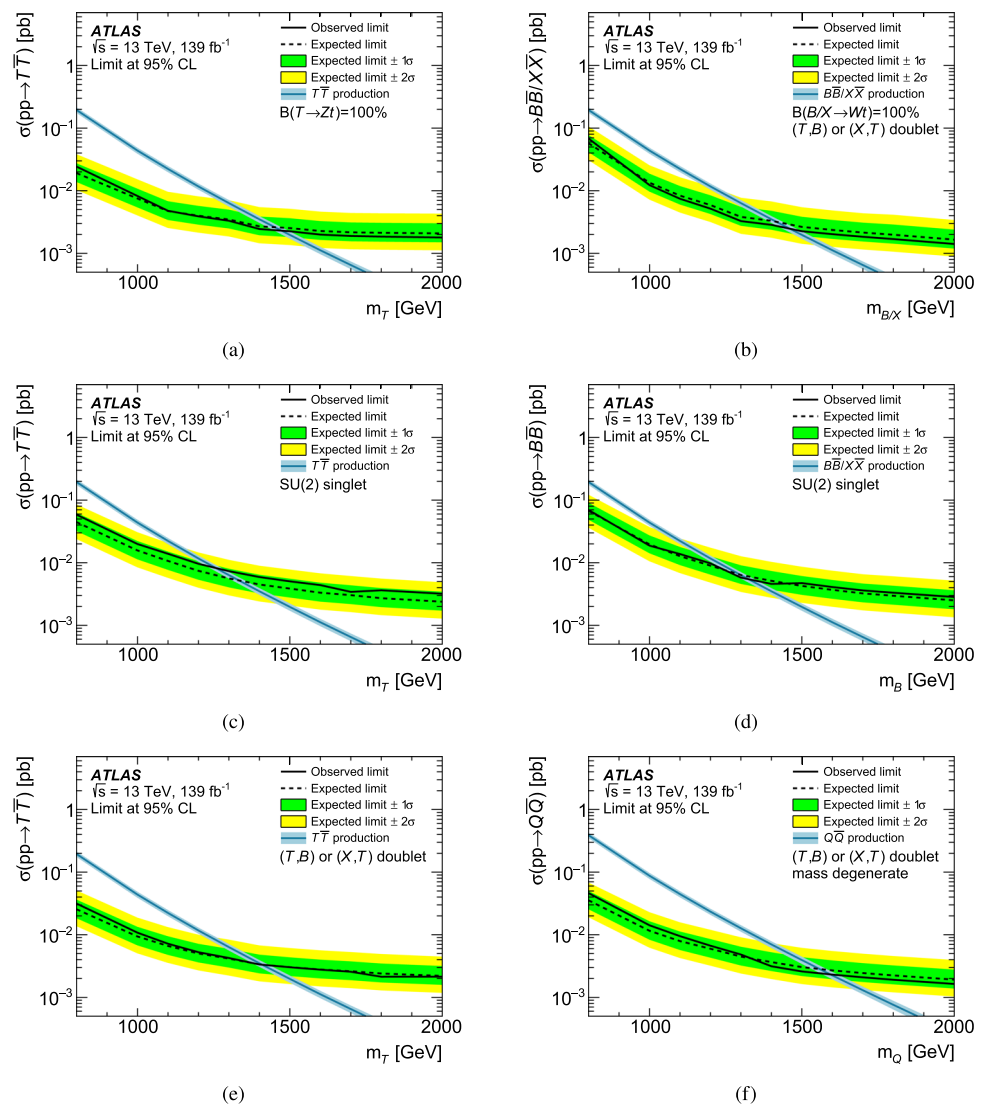 σ(pp→TT̅) [pb]
ATLAS
√s = 13 TeV, 139 fb⁻¹
Limit at 95% CL
Observed limit
Expected limit
Expected limit ± 1σ
Expected limit ± 2σ
TT̅ production
B(T→Zt)=100%
1
10⁻¹
10⁻²
10⁻³
1000 1500 2000
m_T [GeV]
(a)
σ(pp→BB̅/XX̅) [pb]
ATLAS
√s = 13 TeV, 139 fb⁻¹
Limit at 95% CL
Observed limit
Expected limit
Expected limit ± 1σ
Expected limit ± 2σ
BB̅/XX̅ production
B(B/X→Wt)=100%
(T,B) or (X,T) doublet
1
10⁻¹
10⁻²
10⁻³
1000 1500 2000
m_B/X [GeV]
(b)
σ(pp→TT̅) [pb]
ATLAS
√s = 13 TeV, 139 fb⁻¹
Limit at 95% CL
Observed limit
Expected limit
Expected limit ± 1σ
Expected limit ± 2σ
TT̅ production
SU(2) singlet
1
10⁻¹
10⁻²
10⁻³
1000 1500 2000
m_T [GeV]
(c)
σ(pp→BB̅) [pb]
ATLAS
√s = 13 TeV, 139 fb⁻¹
Limit at 95% CL
Observed limit
Expected limit
Expected limit ± 1σ
Expected limit ± 2σ
BB̅/XX̅ production
SU(2) singlet
1
10⁻¹
10⁻²
10⁻³
1000 1500 2000
m_B [GeV]
(d)
σ(pp→TT̅) [pb]
ATLAS
√s = 13 TeV, 139 fb⁻¹
Limit at 95% CL
Observed limit
Expected limit
Expected limit ± 1σ
Expected limit ± 2σ
TT̅ production
(T,B) or (X,T) doublet
1
10⁻¹
10⁻²
10⁻³
1000 1500 2000
m_T [GeV]
(e)
σ(pp→QQ̅) [pb]
ATLAS
√s = 13 TeV, 139 fb⁻¹
Limit at 95% CL
Observed limit
Expected limit
Expected limit ± 1σ
Expected limit ± 2σ
QQ̅ production
(T,B) or (X,T) doublet
mass degenerate
1
10⁻¹
10⁻²
10⁻³
1000 1500 2000
m_Q [GeV]
(f)